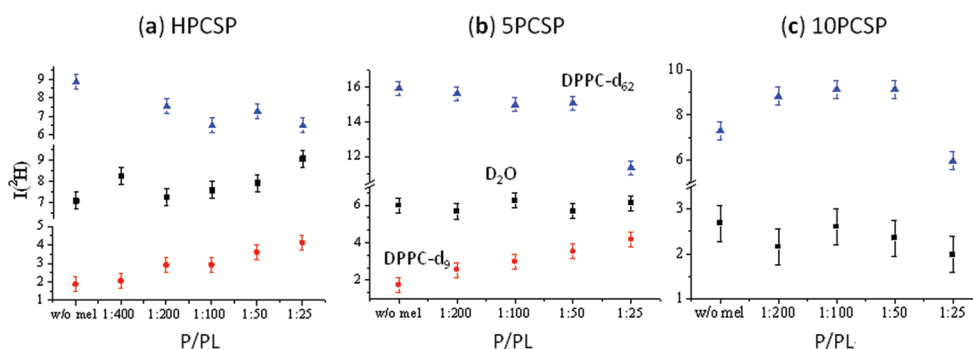 (a) HPCSP
(b) 5PCSP
(c) 10PCSP
I(²H)
9
8
7
6
9
8
7
5
4
3
2
1
w/o mel 1:400 1:200 1:100 1:50 1:25
P/PL
16
14
12
6
4
2
DPPC-d₆₂
D₂O
DPPC-d₉
w/o mel 1:200 1:100 1:50 1:25
P/PL
10
8
6
3
2
1
w/o mel 1:200 1:100 1:50 1:25
P/PL